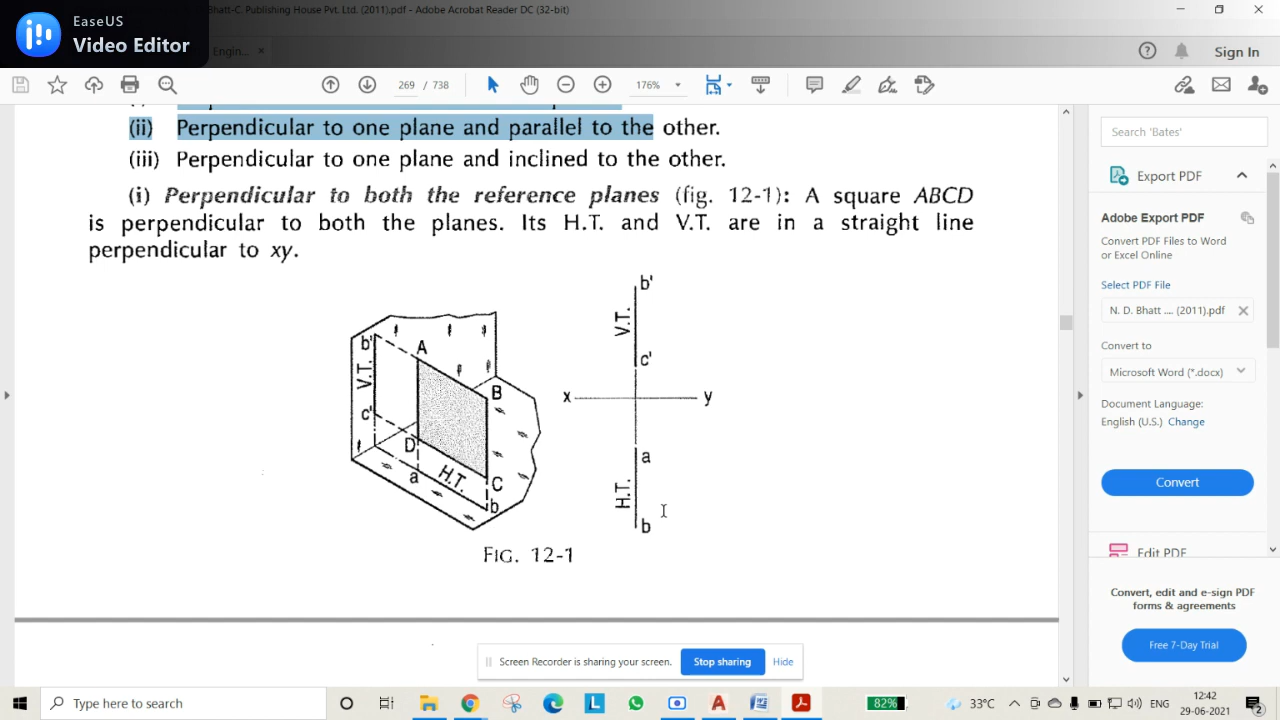 EaseUS
Video Editor
Bhatt-C. Publishing House Pvt. Ltd. (2011).pdf - Adobe Acrobat Reader DC (32-bit)
Engin...
Sign In
269 / 738
176%
(ii) Perpendicular to one plane and parallel to the other.
(iii) Perpendicular to one plane and inclined to the other.
(i) Perpendicular to both the reference planes (fig. 12-1): A square ABCD
is perpendicular to both the planes. Its H.T. and V.T. are in a straight line
perpendicular to xy.
b'
A
V.T.
B
c'
D
a
H.T.
C
b
b'
V.T.
c'
x
y
a
H.T.
b
FIG. 12-1
Search 'Bates'
Export PDF
Adobe Export PDF
Convert PDF Files to Word
or Excel Online
Select PDF File
N. D. Bhatt .... (2011).pdf
Convert to
Microsoft Word (*.docx)
Document Language:
English (U.S.) Change
Convert
Edit PDF
Convert, edit and e-sign PDF
forms & agreements
Free 7-Day Trial
Screen Recorder is sharing your screen.
Stop sharing
Hide
Type here to search
82%
33°C
12:42
29-06-2021
2